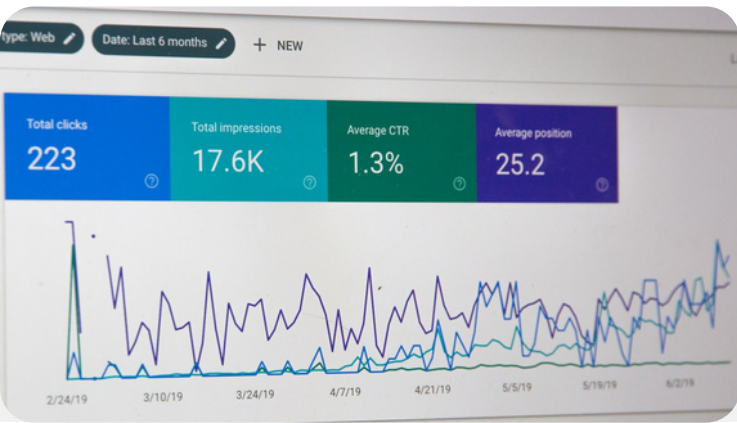 type: Web
Date: Last 6 months
+ NEW
L
Total clicks
223
Total impressions
17.6K
Average CTR
1.3%
Average position
25.2
2/24/19
3/10/19
3/24/19
4/7/19
4/21/19
5/5/19
5/19/19
6/2/19